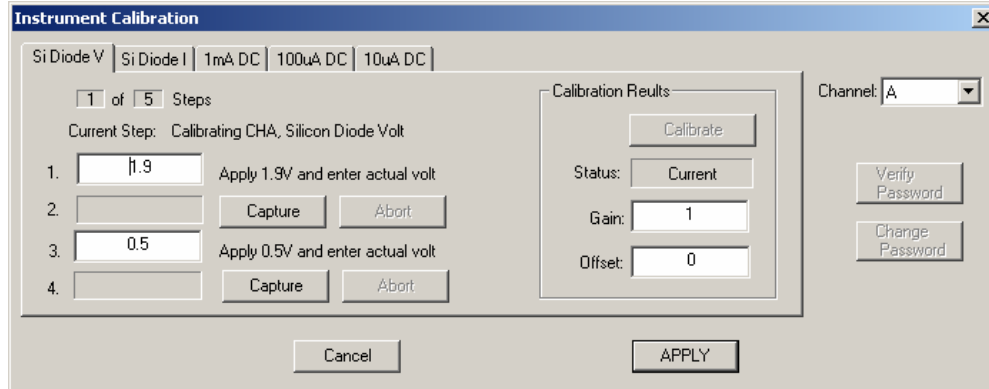 Instrument Calibration
Si Diode V Si Diode I 1mA DC 100uA DC 10uA DC
1 of 5 Steps
Current Step: Calibrating CHA, Silicon Diode Volt
1. 1.9 Apply 1.9V and enter actual volt
2. Capture Abort
3. 0.5 Apply 0.5V and enter actual volt
4. Capture Abort
Calibration Reults
Calibrate
Status: Current
Gain: 1
Offset: 0
Channel: A
Verify
Password
Change
Password
Cancel APPLY